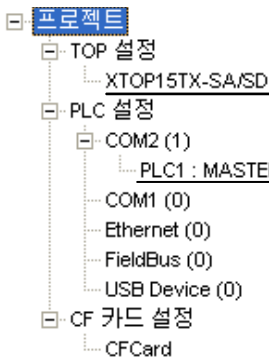 프로젝트
TOP 설정
XTOP15TX-SA/SD
PLC 설정
COM2 (1)
PLC1 : MASTE
COM1 (0)
Ethernet (0)
FieldBus (0)
USB Device (0)
CF 카드 설정
CFCard